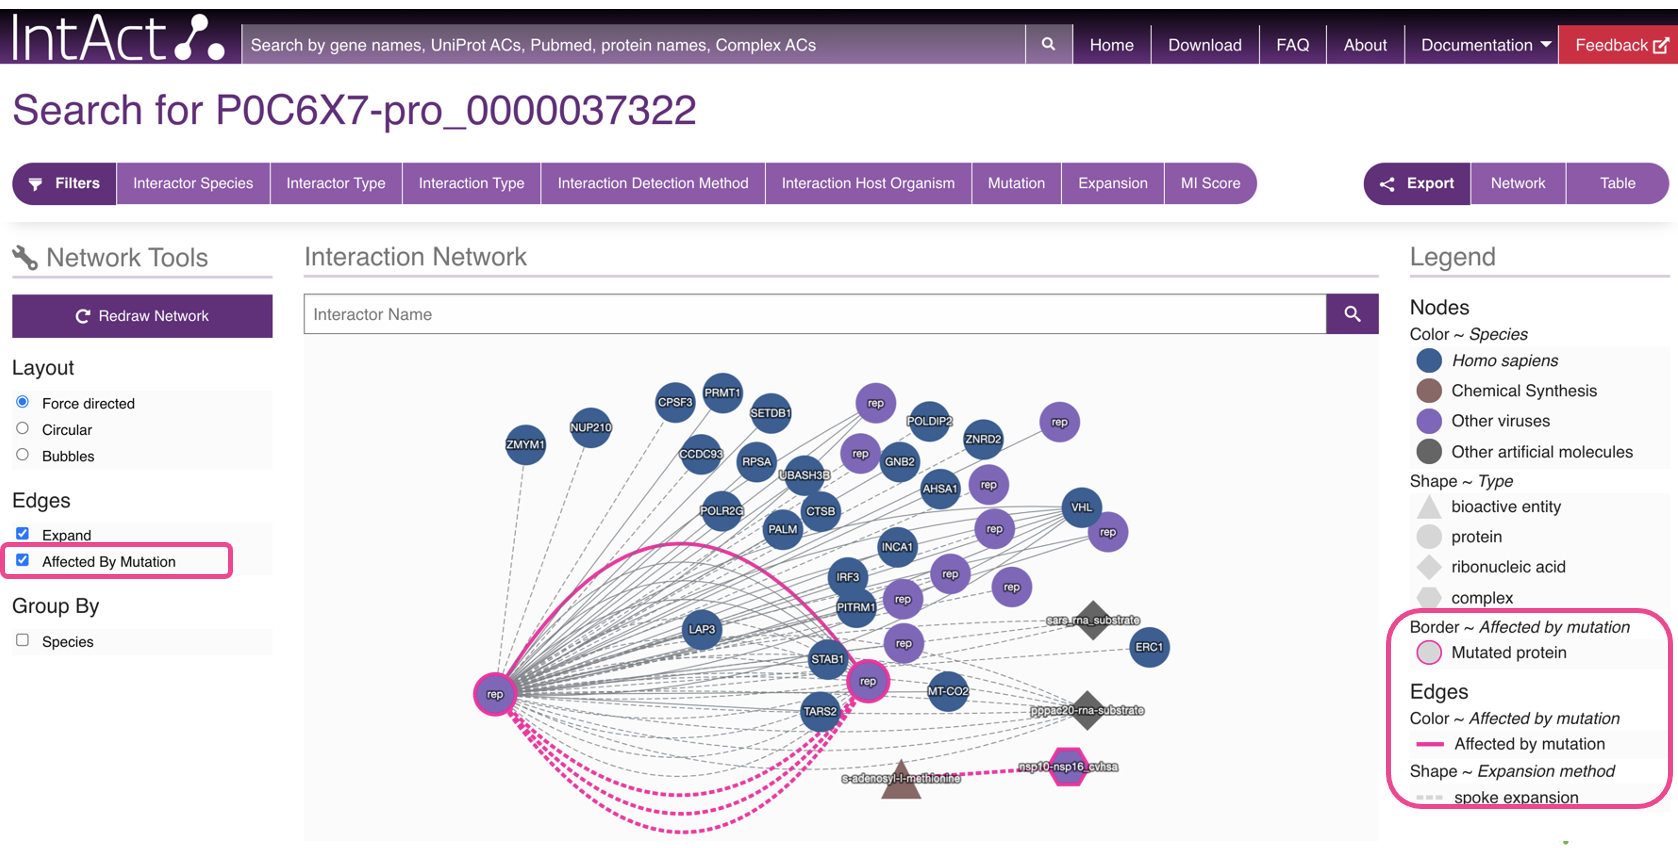 IntAct
Search by gene names, UniProt ACs, Pubmed, protein names, Complex ACs
Home
Download
FAQ
About
Documentation
Feedback
Search for P0C6X7-pro_0000037322
Filters
Interactor Species
Interactor Type
Interaction Type
Interaction Detection Method
Interaction Host Organism
Mutation
Expansion
MI Score
Export
Network
Table
Network Tools
Redraw Network
Layout
Force directed
Circular
Bubbles
Edges
Expand
Affected By Mutation
Group By
Species
Interaction Network
Interactor Name
CPSF3
PRMT1
SETDB1
rep
POLDIP2
rep
ZMYM1
NUP210
ZNRD2
CCDC93
RPSA
rep
GNB2
UBASH3B
AHSA1
rep
POLR2G
CTSB
VHL
PALM
rep
rep
INCA1
IRF3
rep
rep
PITRM1
rep
sars_rna_substrate
LAP3
rep
ERC1
STAB1
rep
rep
MT-CO2
TARS2
pppac20-rna-substrate
s-adenosyl-l-methionine
nsp10-nsp16_cvhsa
Legend
Nodes
Color ~ Species
Homo sapiens
Chemical Synthesis
Other viruses
Other artificial molecules
Shape ~ Type
bioactive entity
protein
ribonucleic acid
complex
Border ~ Affected by mutation
Mutated protein
Edges
Color ~ Affected by mutation
Affected by mutation
Shape ~ Expansion method
spoke expansion